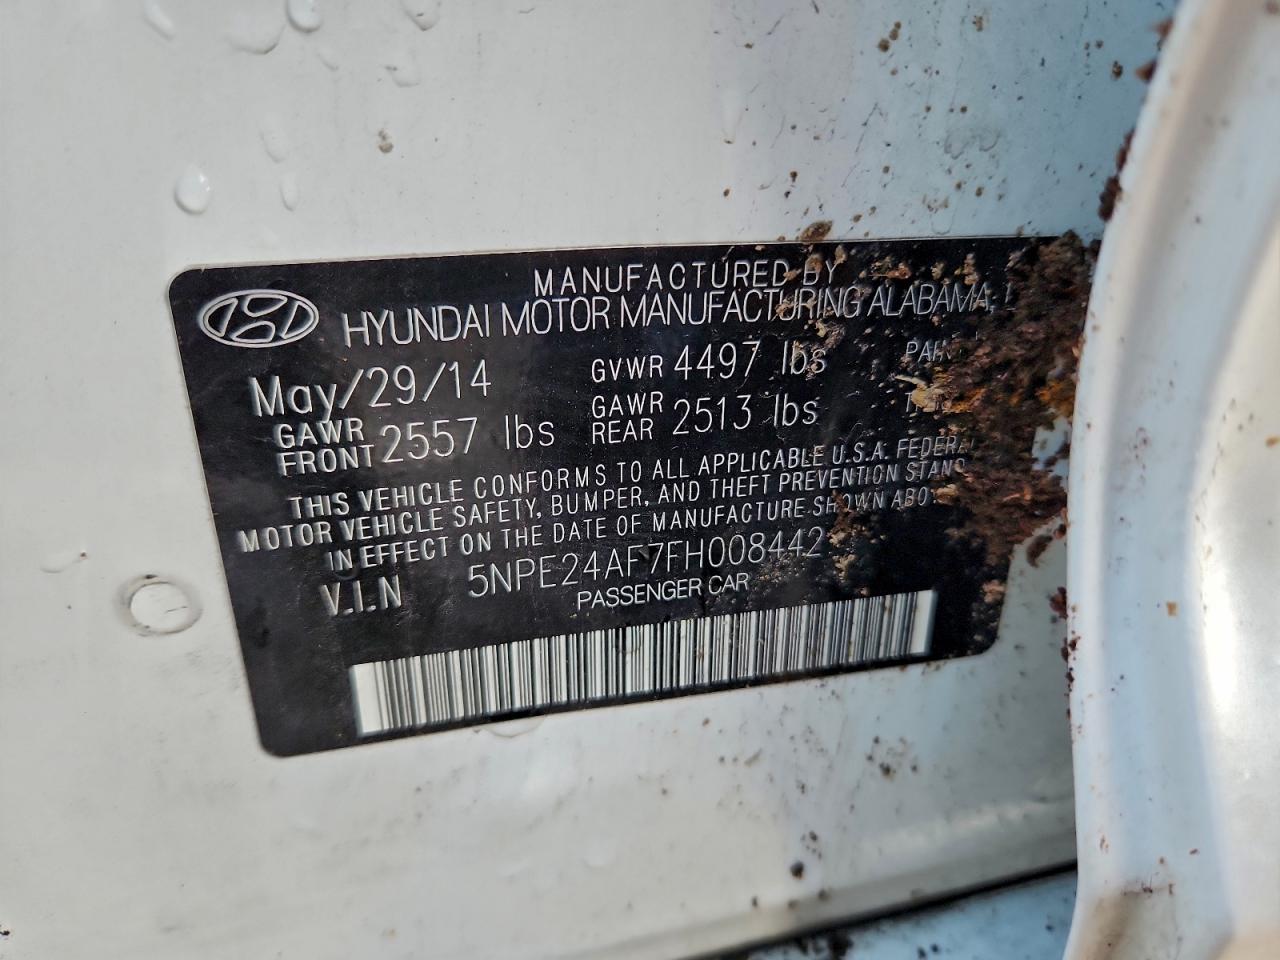 MANUFACTURED BY
HYUNDAI MOTOR MANUFACTURING ALABAMA,
May/29/14 GVWR 4497 lbs
GAWR FRONT 2557 lbs GAWR REAR 2513 lbs
THIS VEHICLE CONFORMS TO ALL APPLICABLE U.S.A.
MOTOR VEHICLE SAFETY, BUMPER, AND THEFT PREVENTION
IN EFFECT ON THE DATE OF MANUFACTURE SHOWN
V.I.N 5NPE24AF7FH008442
PASSENGER CAR